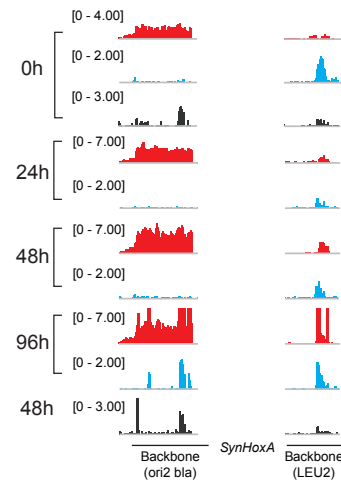 [0 - 4.00]
0h
[0 - 2.00]
[0 - 3.00]
[0 - 7.00]
24h
[0 - 2.00]
[0 - 7.00]
48h
[0 - 2.00]
[0 - 7.00]
96h
[0 - 2.00]
48h
[0 - 3.00]
SynHoxA
Backbone
(ori2 bla)
Backbone
(LEU2)